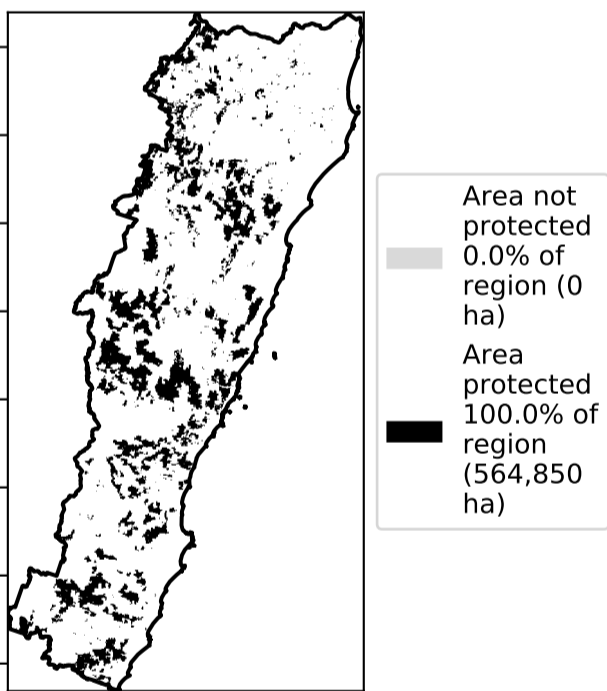 Area not
protected
0.0% of
region (0
ha)
Area
protected
100.0% of
region
(564,850
ha)